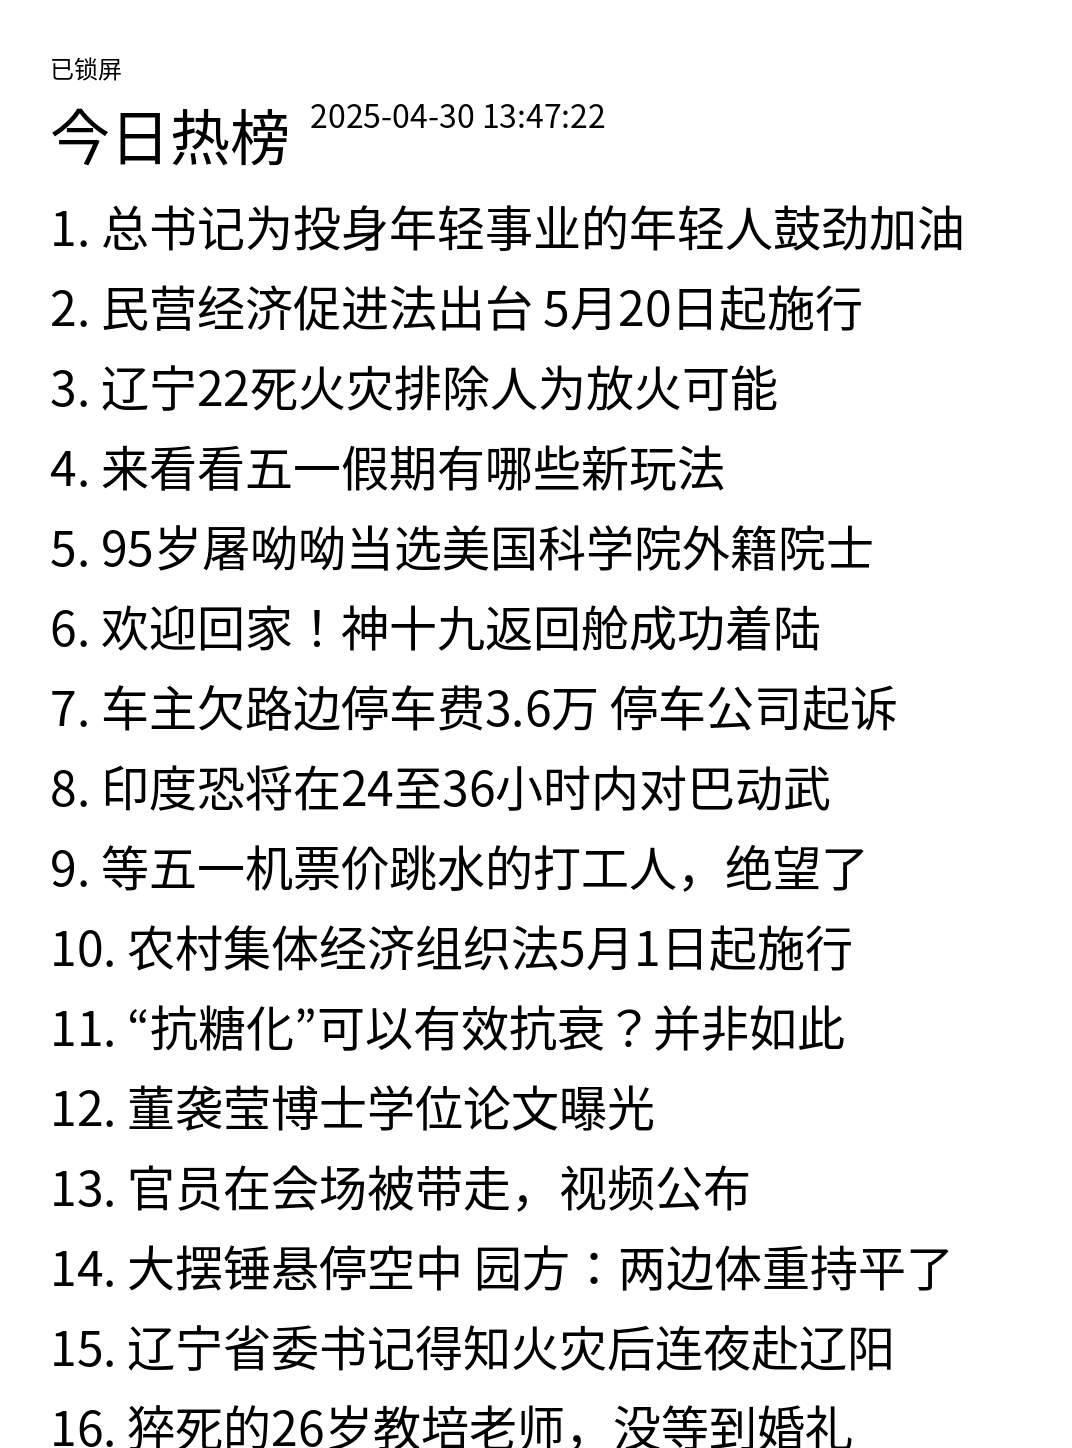 已锁屏
今日热榜 2025-04-30 13:47:22
1. 总书记为投身年轻事业的年轻人鼓劲加油
2. 民营经济促进法出台 5月20日起施行
3. 辽宁22死火灾排除人为放火可能
4. 来看看五一假期有哪些新玩法
5. 95岁屠呦呦当选美国科学院外籍院士
6. 欢迎回家！神十九返回舱成功着陆
7. 车主欠路边停车费3.6万 停车公司起诉
8. 印度恐将在24至36小时内对巴动武
9. 等五一机票价跳水的打工人，绝望了
10. 农村集体经济组织法5月1日起施行
11. “抗糖化”可以有效抗衰？并非如此
12. 董袭莹博士学位论文曝光
13. 官员在会场被带走，视频公布
14. 大摆锤悬停空中 园方：两边体重持平了
15. 辽宁省委书记得知火灾后连夜赴辽阳
16. 猝死的26岁教培老师，没等到婚礼